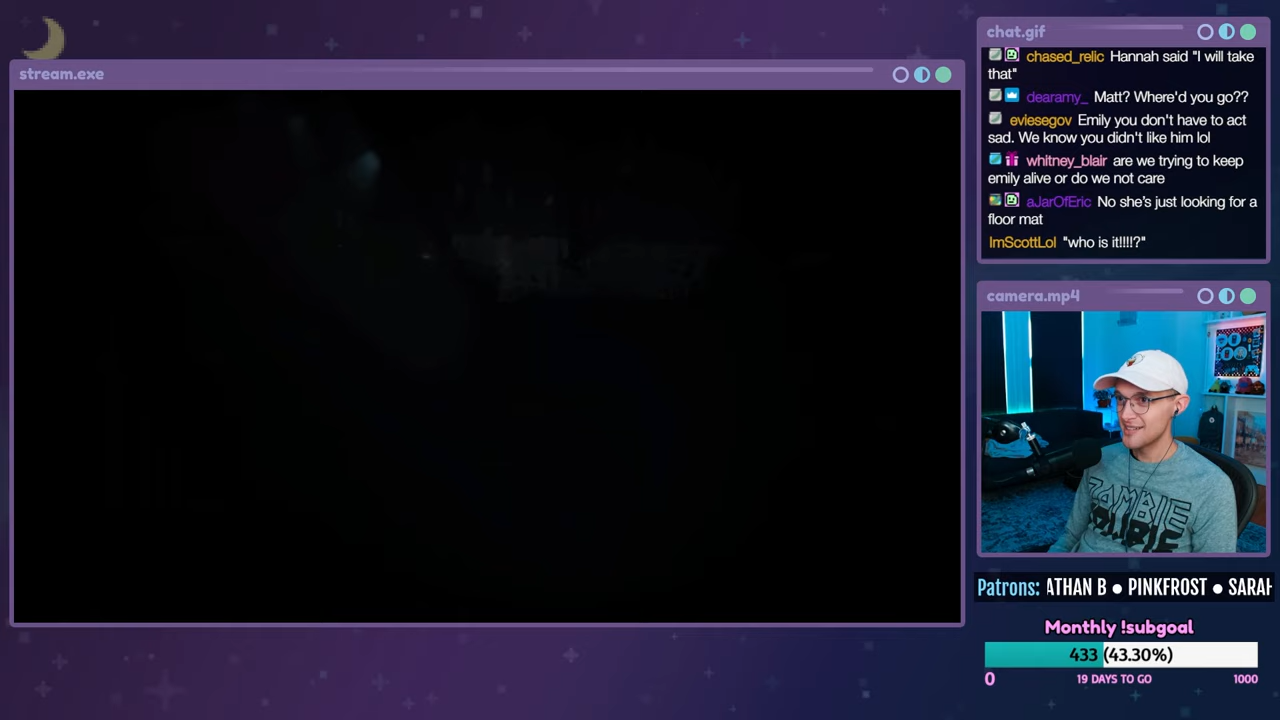 stream.exe
chat.gif
chased_relic Hannah said "I will take
that"
dearamy_ Matt? Where'd you go??
eviesegov Emily you don't have to act
sad. We know you didn't like him lol
whitney_blair are we trying to keep
emily alive or do we not care
aJarOfEric No she's just looking for a
floor mat
ImScottLol "who is it!!!!?"
camera.mp4
ZOMBIE
Patrons: ATHAN B ● PINKFROST ● SARAH
Monthly !subgoal
433 (43.30%)
0 19 DAYS TO GO 1000